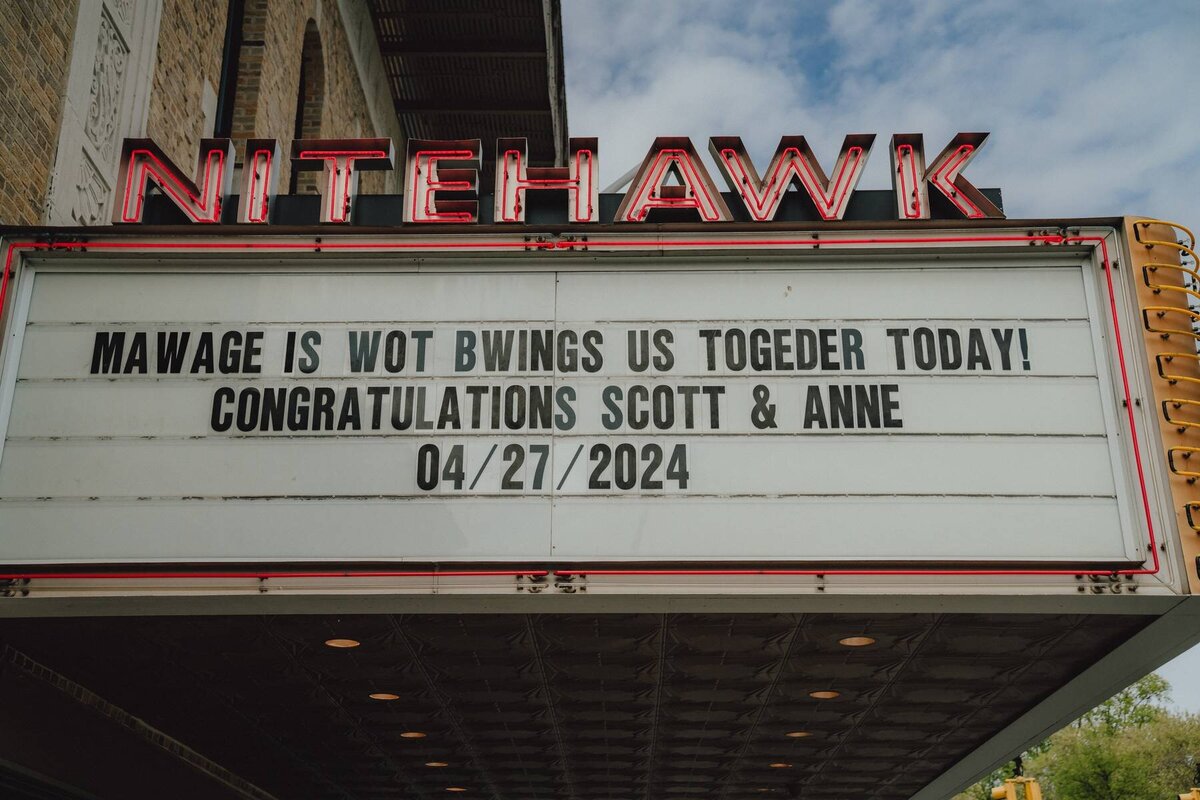 NITEHAWK
MAWAGE IS WOT BWINGS US TOGEDER TODAY!
CONGRATULATIONS SCOTT & ANNE
04/27/2024